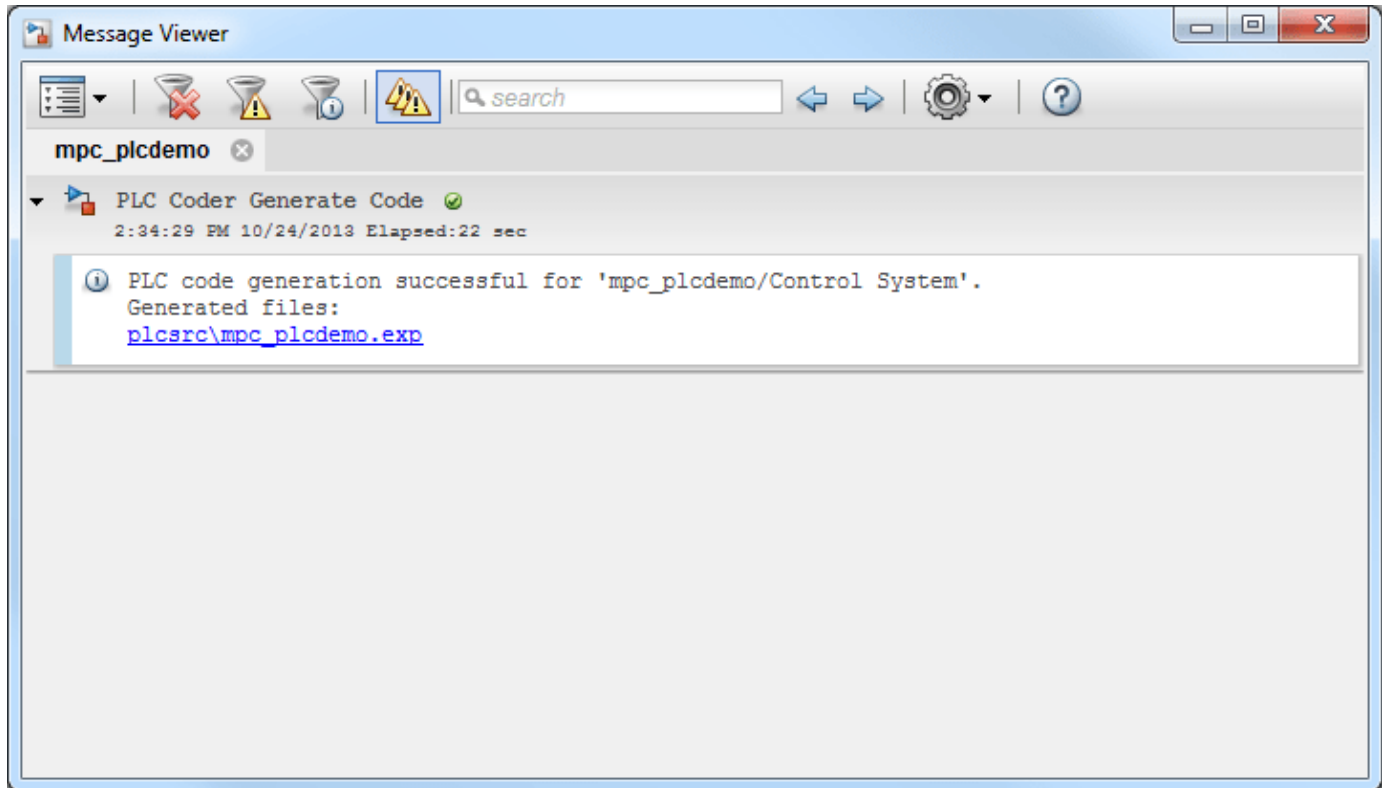 Message Viewer
search
mpc_plcdemo
PLC Coder Generate Code
2:34:29 PM 10/24/2013 Elapsed:22 sec
PLC code generation successful for 'mpc_plcdemo/Control System'.
Generated files:
plcsrc\mpc_plcdemo.exp